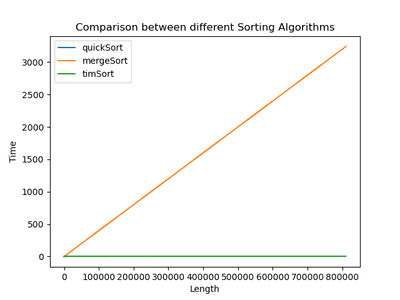 Comparison between different Sorting Algorithms
quickSort
mergeSort
timSort
3000
2500
2000
1500
1000
500
0
Time
0 100000 200000 300000 400000 500000 600000 700000 800000
Length